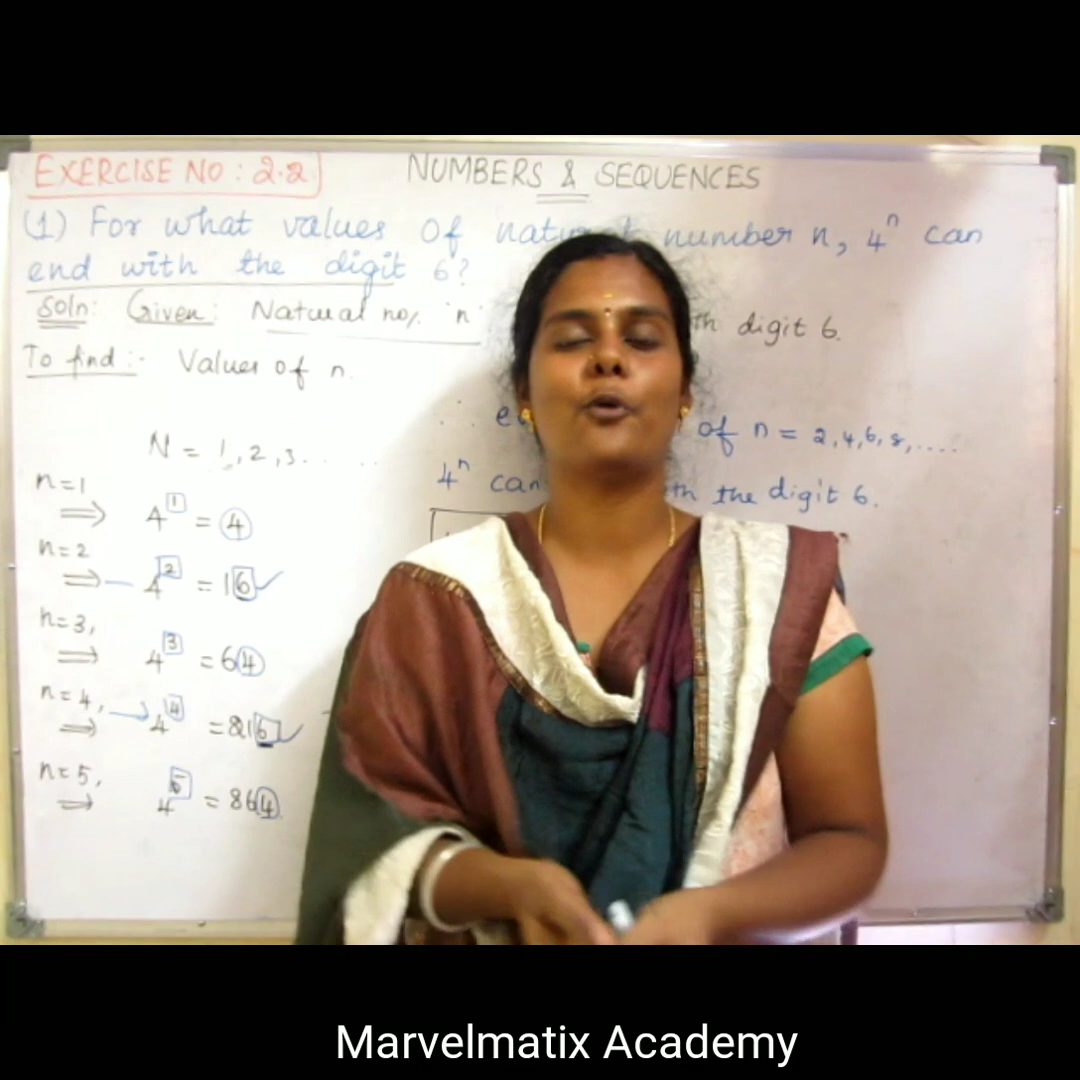 EXERCISE NO : 2.2
NUMBERS & SEQUENCES
(1) For what values of natural number n, 4ⁿ can
end with the digit 6?
Soln: Given: Natural no/. 'n' th digit 6.
To find :- Values of n.
N = 1, 2, 3 . . . . .
n=1
⇒ 4¹ = 4
n=2
⇒ 4² = 16 ✓
n=3,
⇒ 4³ = 64
n=4,
⇒ 4⁴ = 216 ✓
n=5,
⇒ 4⁵ = 864
∴ of n = 2,4,6,8,....
4ⁿ can th the digit 6.
Marvelmatix Academy